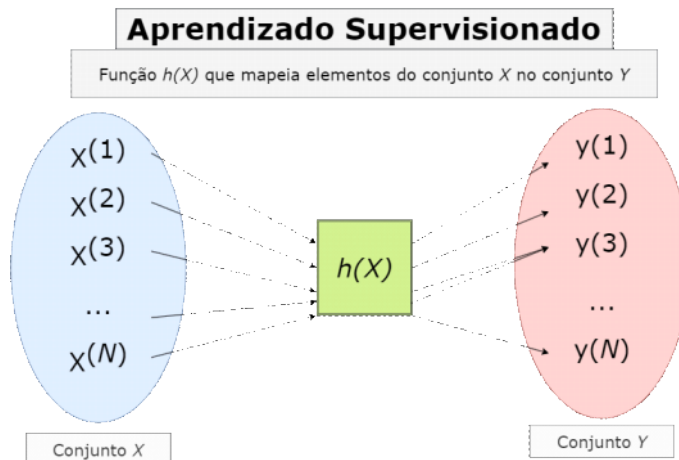 Aprendizado Supervisionado
Função h(X) que mapeia elementos do conjunto X no conjunto Y
x(1)
x(2)
x(3)
...
x(N)
h(X)
y(1)
y(2)
y(3)
...
y(N)
Conjunto X
Conjunto Y